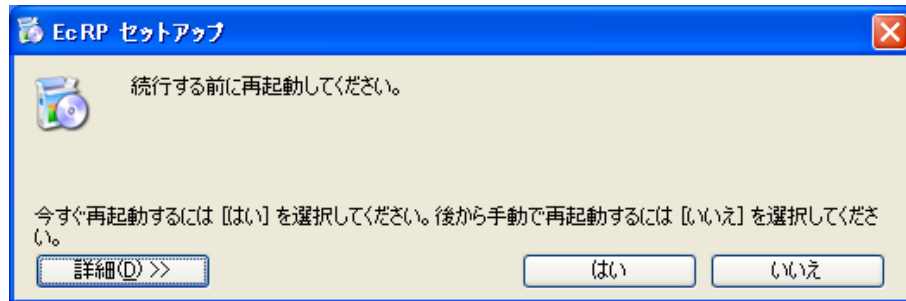 EcRP セットアップ
続行する前に再起動してください。
今すぐ再起動するには [はい] を選択してください。後から手動で再起動するには [いいえ] を選択してくださ
い。
詳細(D) >>
はい
いいえ